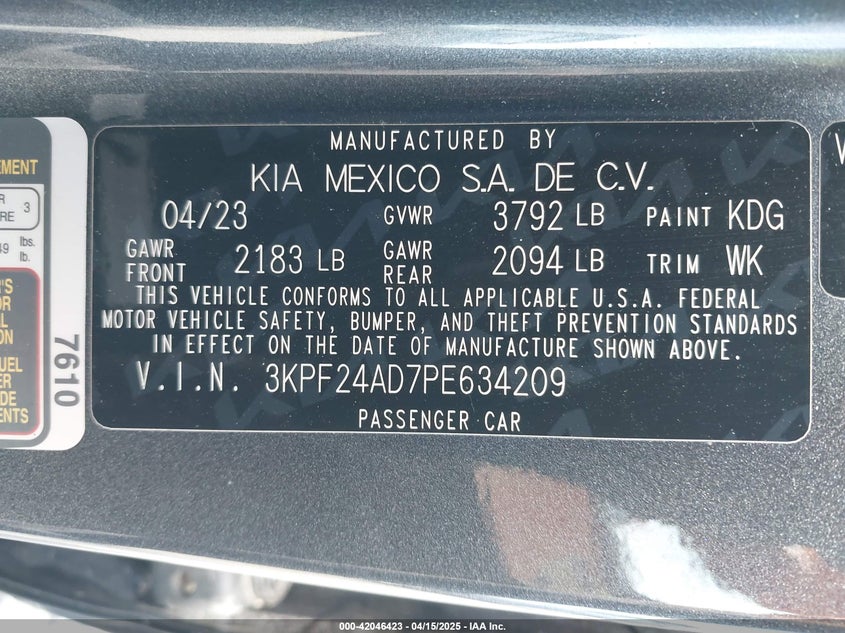 MANUFACTURED BY
KIA MEXICO S.A. DE C.V.
04/23 GVWR 3792 LB PAINT KDG
GAWR FRONT 2183 LB GAWR REAR 2094 LB TRIM WK
THIS VEHICLE CONFORMS TO ALL APPLICABLE U.S.A. FEDERAL
MOTOR VEHICLE SAFETY, BUMPER, AND THEFT PREVENTION STANDARDS
IN EFFECT ON THE DATE OF MANUFACTURE SHOWN ABOVE.
V.I.N. 3KPF24AD7PE634209
PASSENGER CAR
7610
3
lbs.
lb.
000-42046423 - 04/15/2025 - IAA Inc.